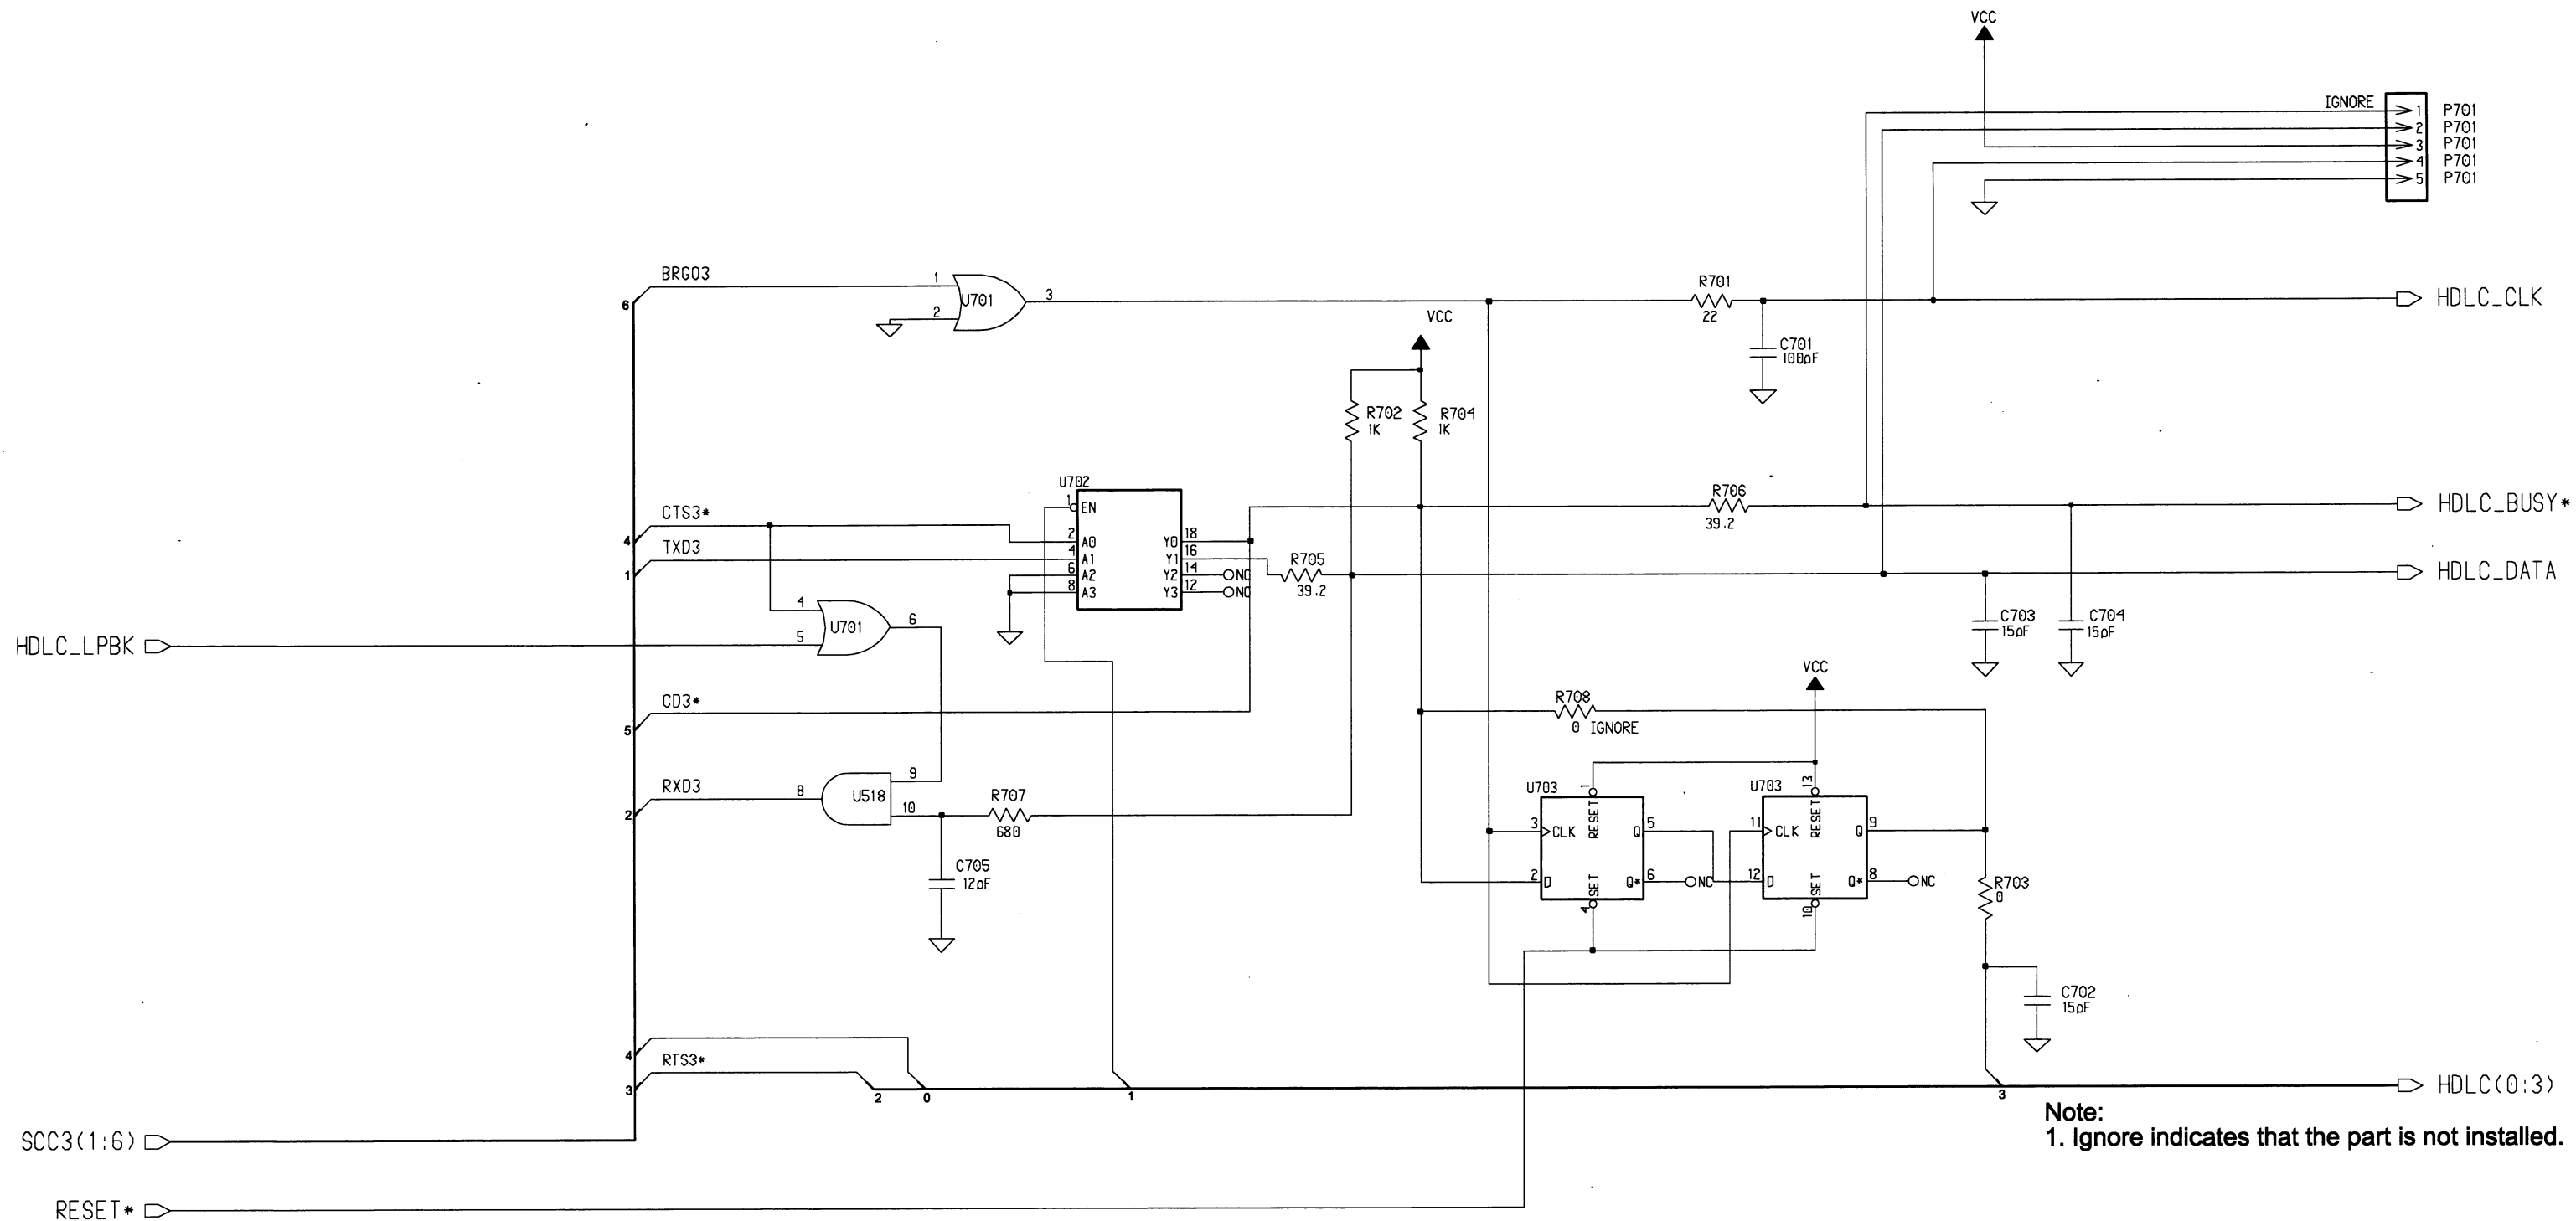 VCC
IGNORE
1 P701
2 P701
3 P701
4 P701
5 P701
BRGO3
6
1
2
U701
3
R701
22
HDLC_CLK
C701
100pF
VCC
R702
1K
R704
1K
U702
1
EN
CTS3*
4
2
A0
Y0
18
TXD3
1
4
A1
Y1
16
6
A2
Y2
14
NC
8
A3
Y3
12
NC
R706
39.2
HDLC_BUSY*
R705
39.2
HDLC_DATA
C703
15pF
C704
15pF
HDLC_LPBK
4
5
U701
6
CD3*
5
VCC
R708
0 IGNORE
RXD3
2
8
U518
9
10
R707
680
C705
12pF
U703
1
RESET
3
CLK
Q
5
2
D
Q*
6
NC
SET
4
U703
13
RESET
11
CLK
Q
9
12
D
Q*
8
NC
SET
10
R703
0
C702
15pF
4
RTS3*
3
2
0
1
3
HDLC(0:3)
SCC3(1:6)
RESET*
Note:
1. Ignore indicates that the part is not installed.